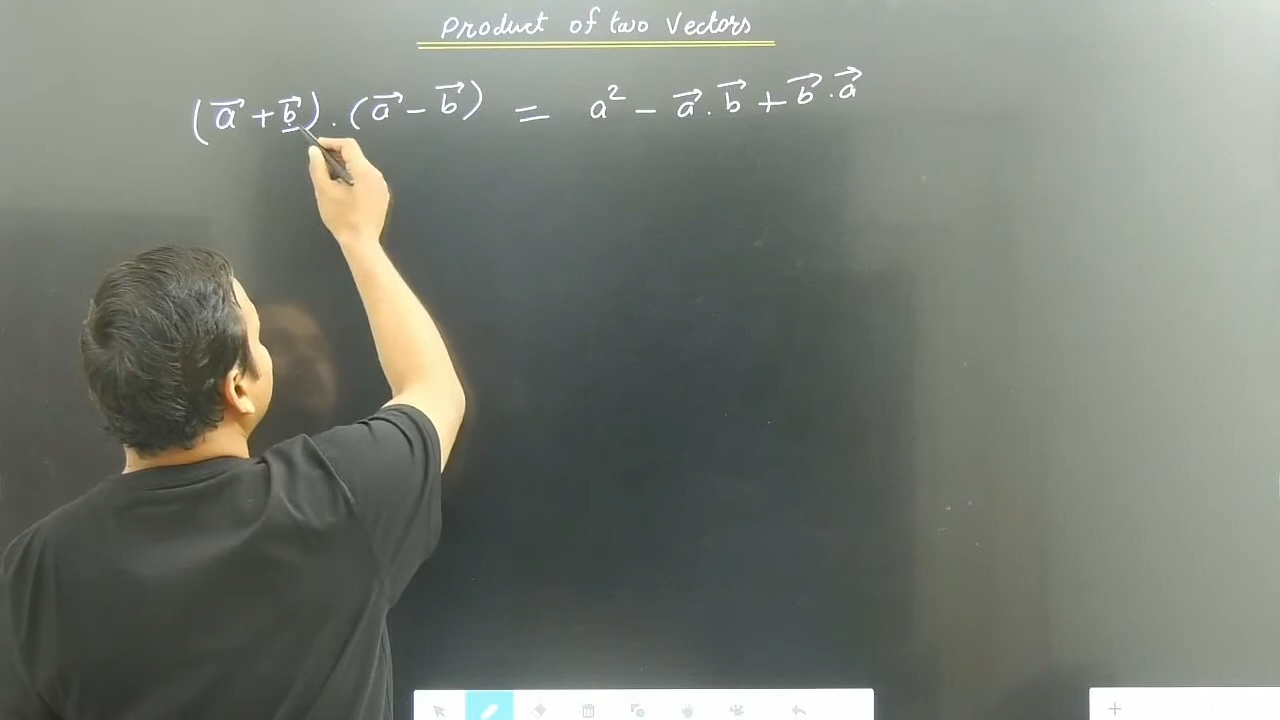 Product of two Vectors
(a⃗ + b⃗) . (a⃗ − b⃗) = a² − a⃗ . b⃗ + b⃗ . a⃗